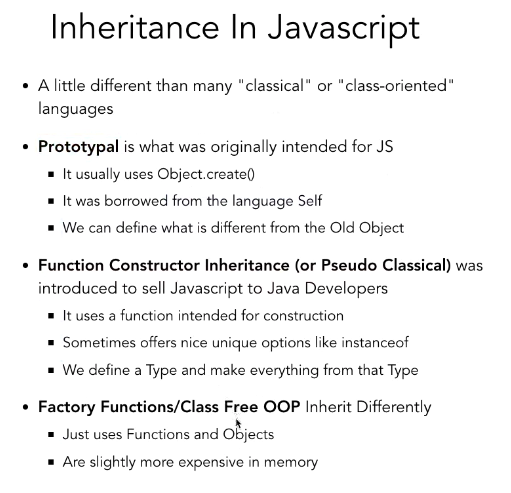 Inheritance In Javascript
• A little different than many "classical" or "class-oriented"
languages
• Prototypal is what was originally intended for JS
▪ It usually uses Object.create()
▪ It was borrowed from the language Self
▪ We can define what is different from the Old Object
• Function Constructor Inheritance (or Pseudo Classical) was
introduced to sell Javascript to Java Developers
▪ It uses a function intended for construction
▪ Sometimes offers nice unique options like instanceof
▪ We define a Type and make everything from that Type
• Factory Functions/Class Free OOP Inherit Differently
▪ Just uses Functions and Objects
▪ Are slightly more expensive in memory